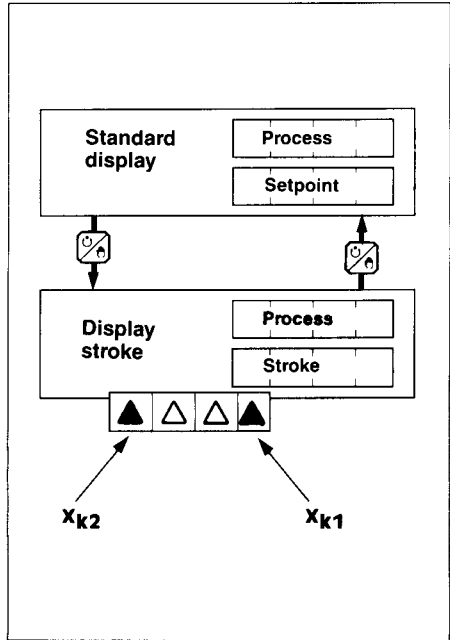 Standard
display
Process
Setpoint
Display
stroke
Process
Stroke
xk2
xk1